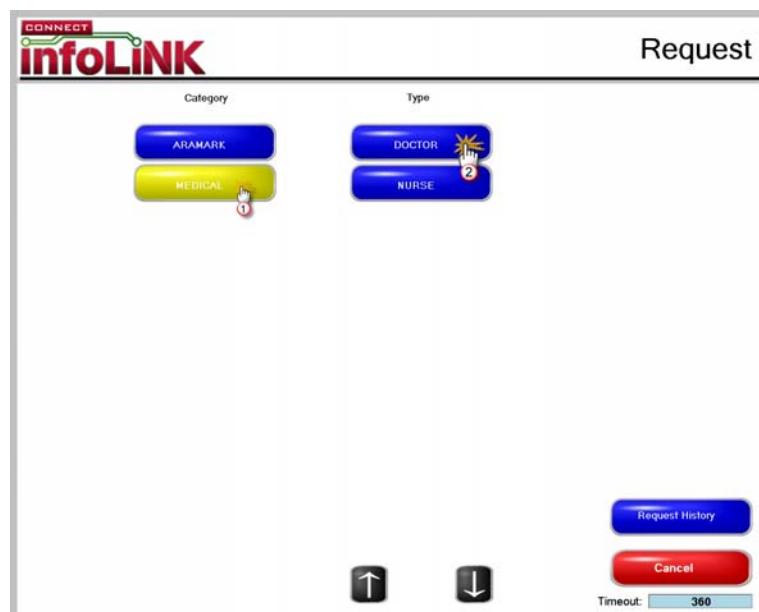 CONNECT
infoLiNK
Request
Category
Type
ARAMARK
DOCTOR
MEDICAL
NURSE
1
2
Request History
Cancel
Timeout: 360